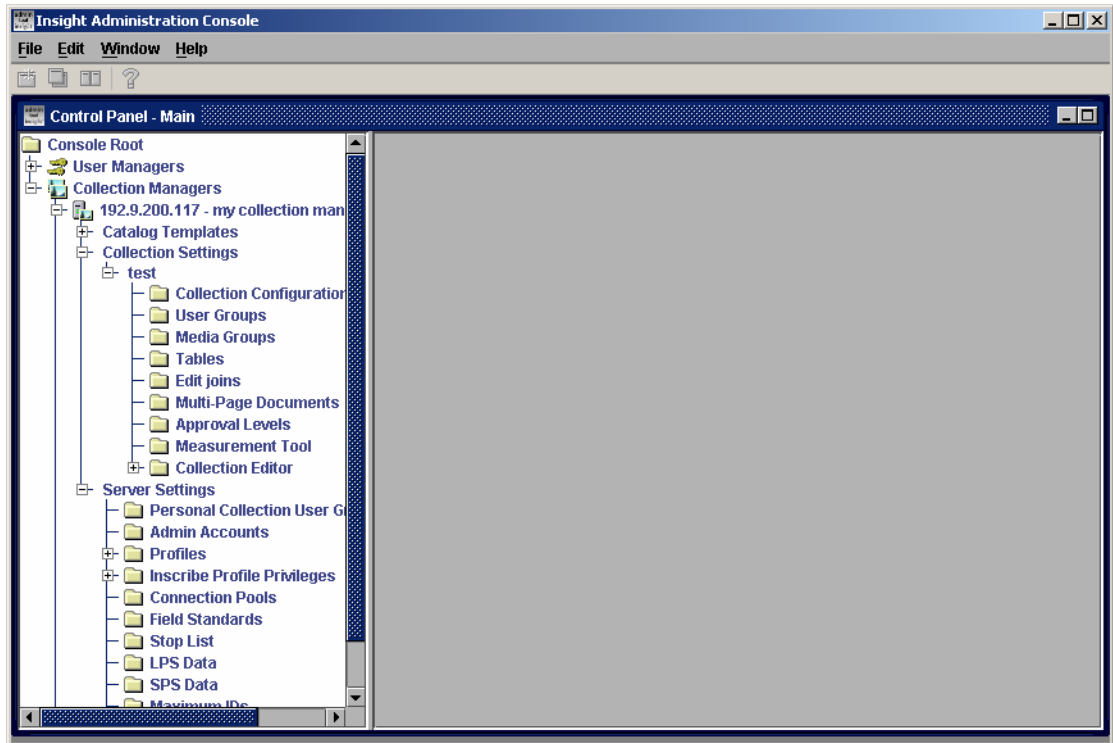 Insight Administration Console
File Edit Window Help
Control Panel - Main
Console Root
User Managers
Collection Managers
192.9.200.117 - my collection man
Catalog Templates
Collection Settings
test
Collection Configuration
User Groups
Media Groups
Tables
Edit joins
Multi-Page Documents
Approval Levels
Measurement Tool
Collection Editor
Server Settings
Personal Collection User G
Admin Accounts
Profiles
Inscribe Profile Privileges
Connection Pools
Field Standards
Stop List
LPS Data
SPS Data
Maximum IDs